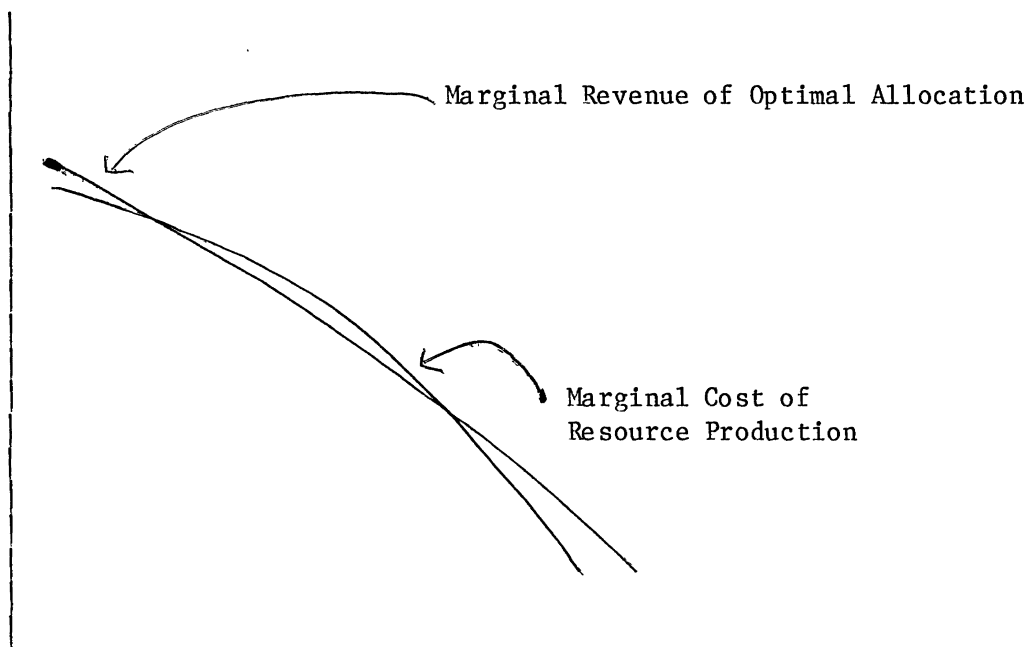 Marginal Revenue of Optimal Allocation
Marginal Cost of
Resource Production